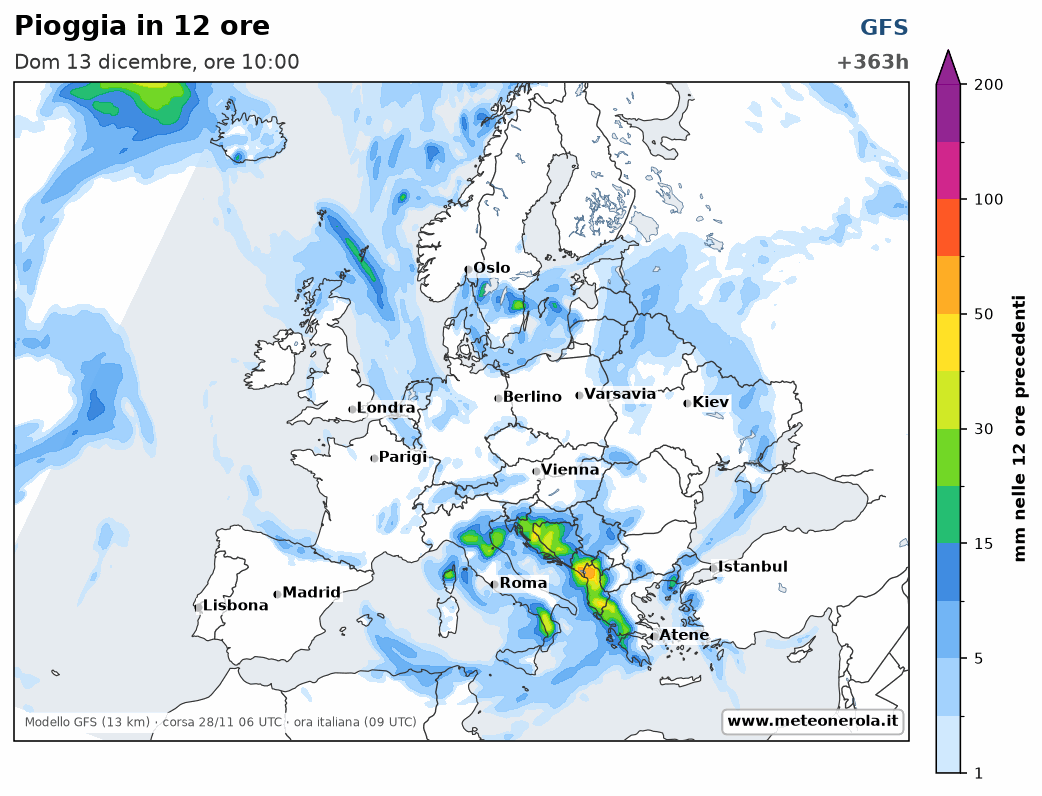 Pioggia in 12 ore
GFS
Dom 13 dicembre, ore 10:00
+363h
200
100
50
30
15
5
1
mm nelle 12 ore precedenti
Oslo
Berlino
Varsavia
Kiev
Londra
Parigi
Vienna
Istanbul
Roma
Madrid
Lisbona
Atene
Modello GFS (13 km) · corsa 28/11 06 UTC · ora italiana (09 UTC)
www.meteonerola.it